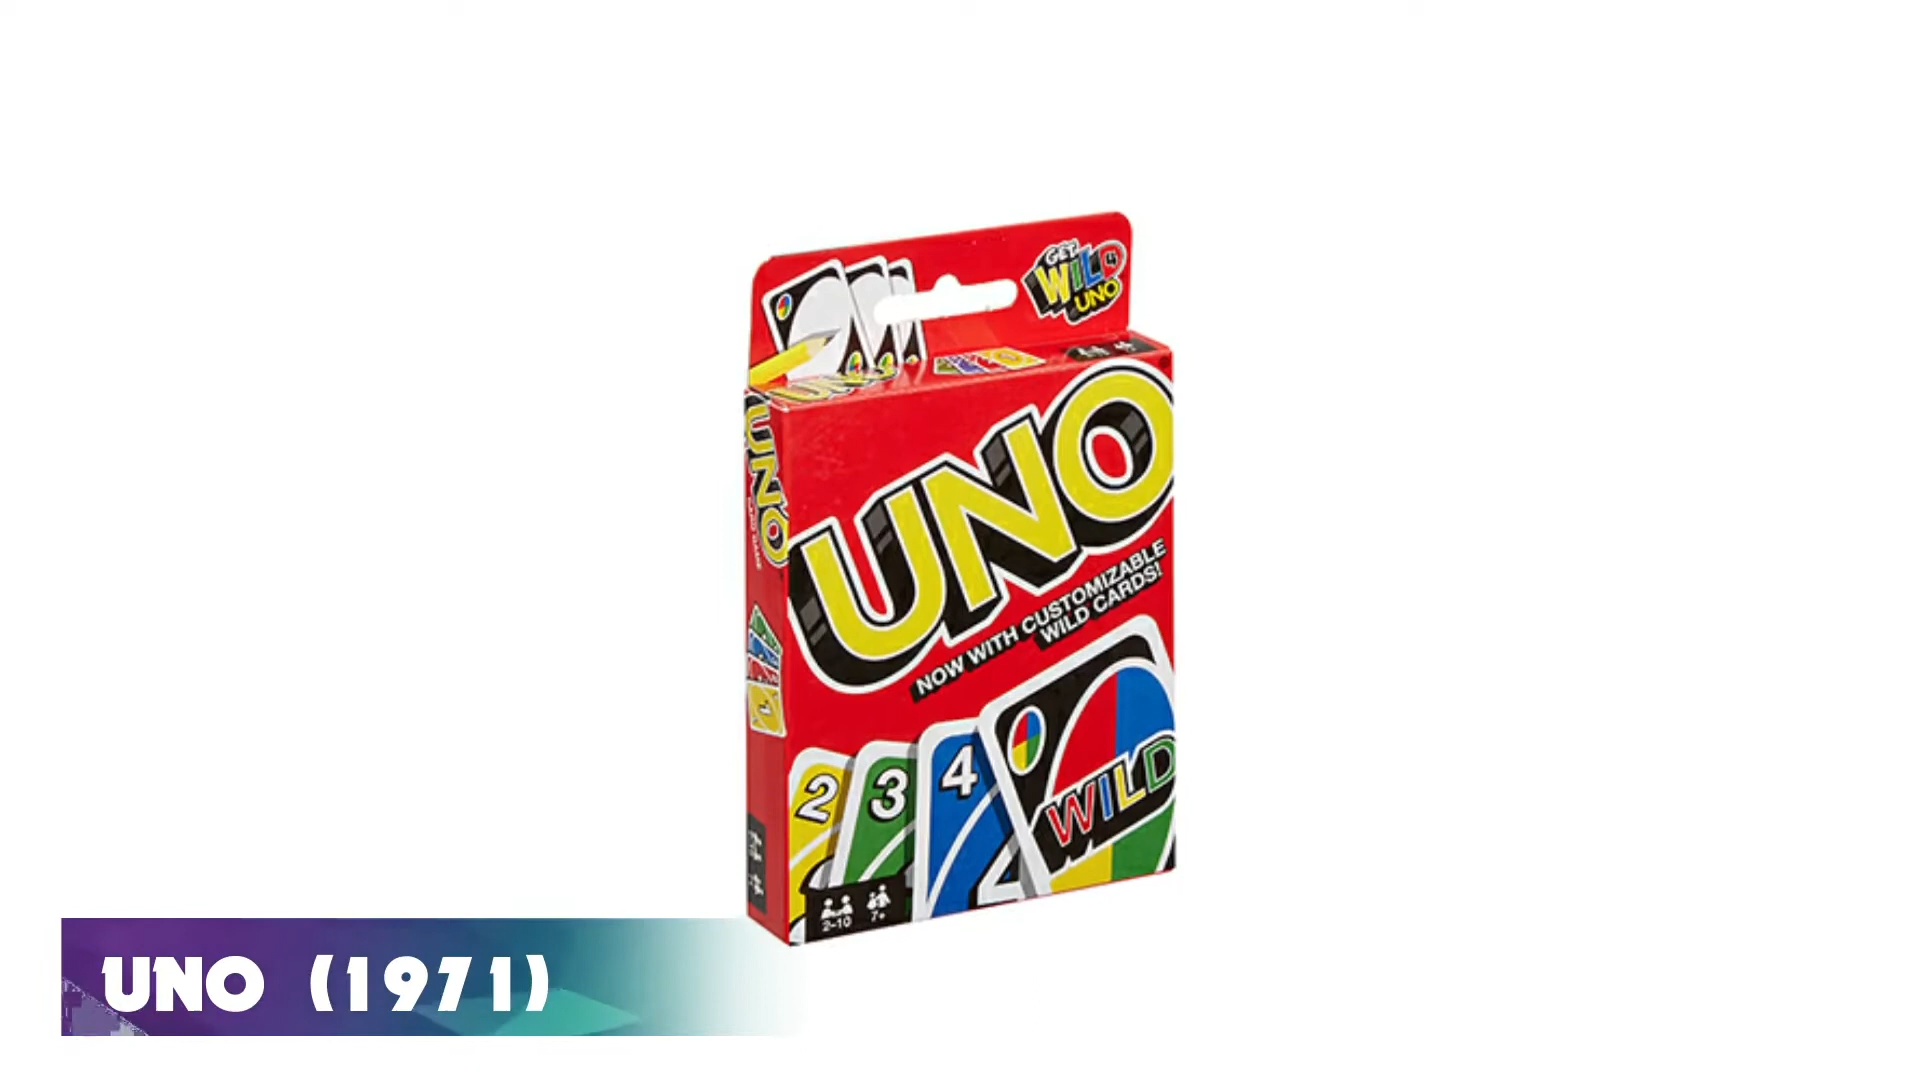 GET
WILD 4
UNO
UNO
UNO
NOW WITH CUSTOMIZABLE
WILD CARDS!
2
3
4
WILD
2-10
7+
UNO (1971)